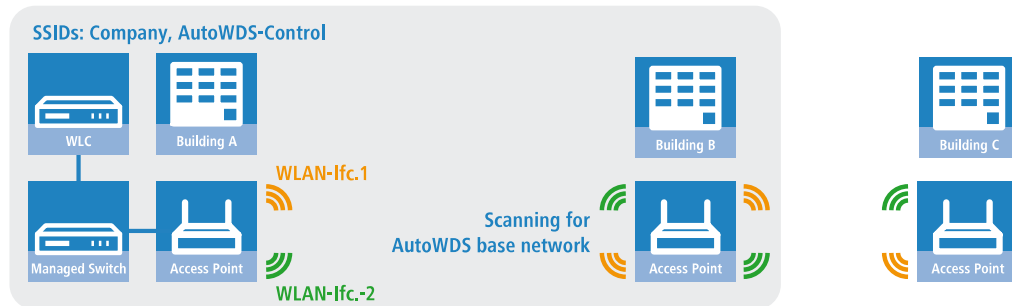 SSIDs: Company, AutoWDS-Control
WLC
Building A
Building B
Building C
WLAN-Ifc.1
Scanning for
AutoWDS base network
Managed Switch
Access Point
Access Point
Access Point
WLAN-Ifc.-2